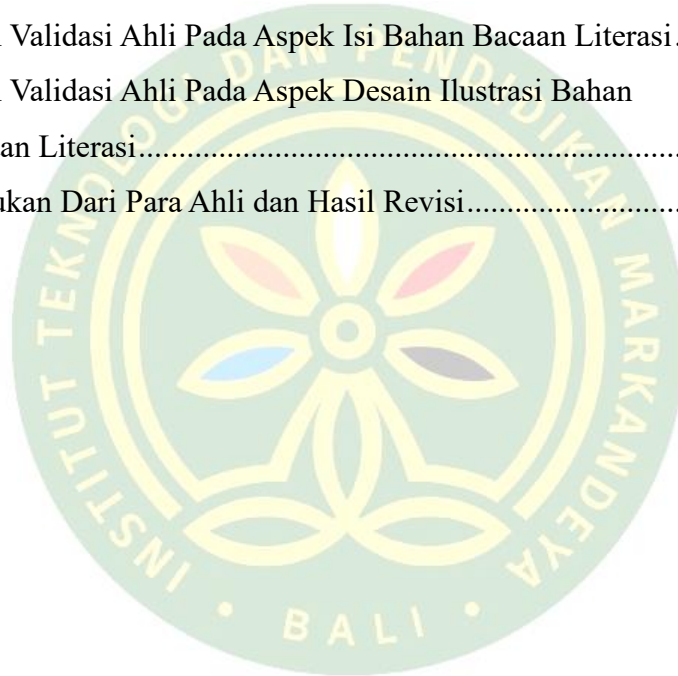 Validasi Ahli Pada Aspek Isi Bahan Bacaan Literasi.
Validasi Ahli Pada Aspek Desain Ilustrasi Bahan
an Literasi..........................................................................
ukan Dari Para Ahli dan Hasil Revisi.................................
INSTITUT TEKNOLOGI DAN PENDIDIKAN MARKANDEYA
• BALI •